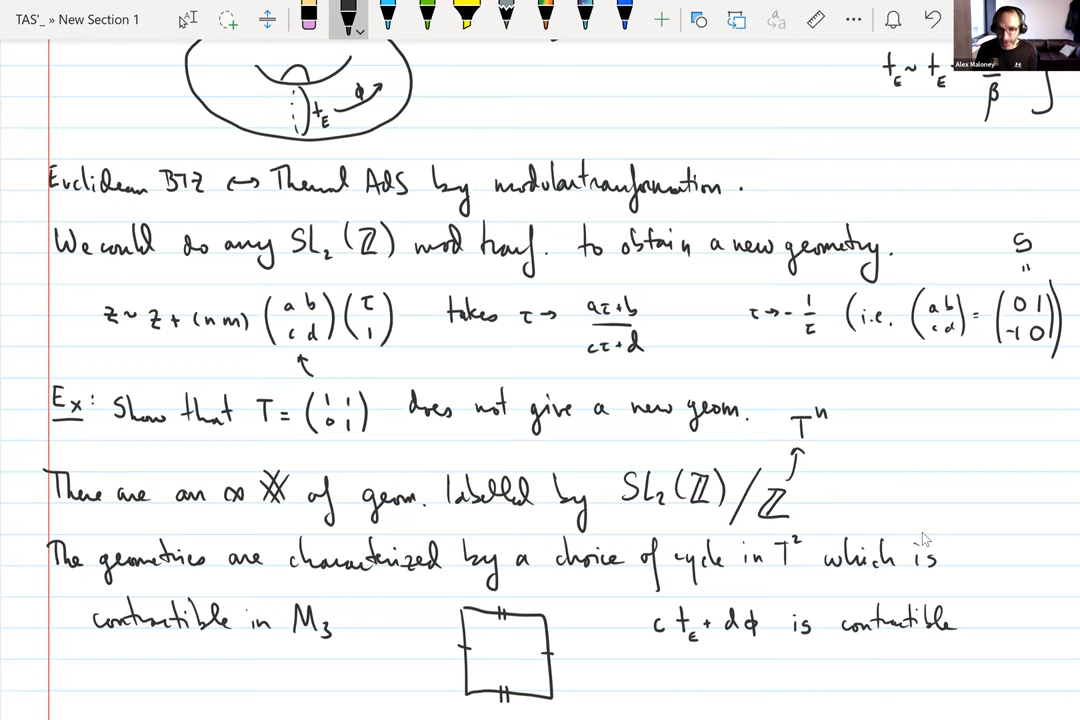 TAS'_ » New Section 1
Alex Maloney
t_E ϕ
t_E ~ t_E
β
Euclidean BTZ ↔ Thermal AdS by modulartranformation.
We could do any SL₂(ℤ) mod transf. to obtain a new geometry.
S
"
z ~ z + (n m) (a b c d) (τ 1) takes τ → aτ+b / cτ+d τ → - 1/τ (i.e. (a b c d) = (0 1 -1 0))
Ex: Show that T = (1 1 0 1) does not give a new geom.
Tⁿ
There are an ∞ # of geom. labelled by SL₂(ℤ)/ℤ
The geometries are characterized by a choice of cycle in T² which is
contractible in M₃
c t_E + dϕ is contractible